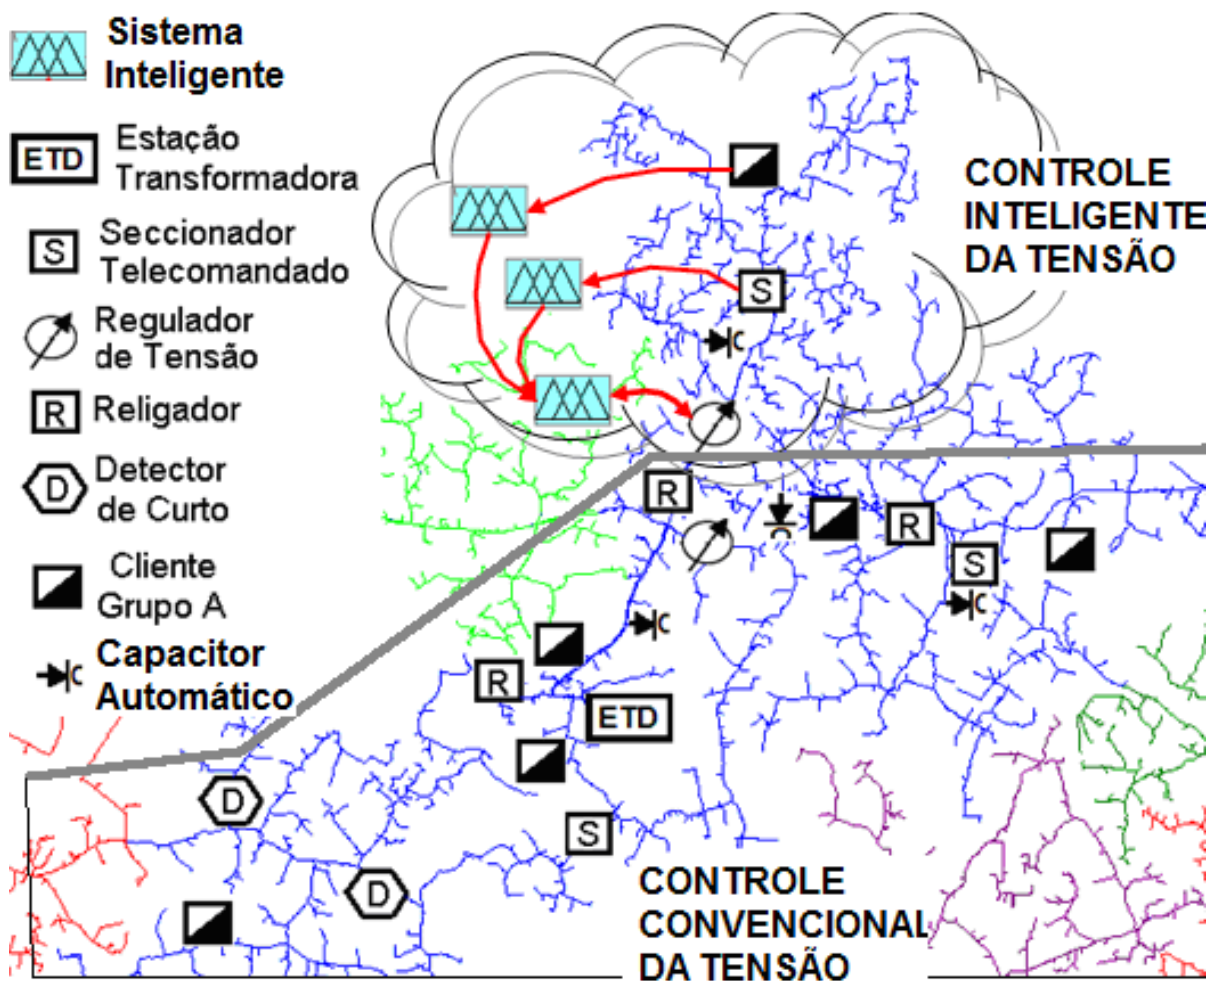 Sistema
Inteligente
ETD
Estação
Transformadora
S
Seccionador
Telecomandado
Regulador
de Tensão
R
Religador
D
Detector
de Curto
Cliente
Grupo A
C
Capacitor
Automático
CONTROLE
INTELIGENTE
DA TENSÃO
S
C
R
C
R
S
C
C
R
ETD
D
S
D
CONTROLE
CONVENCIONAL
DA TENSÃO